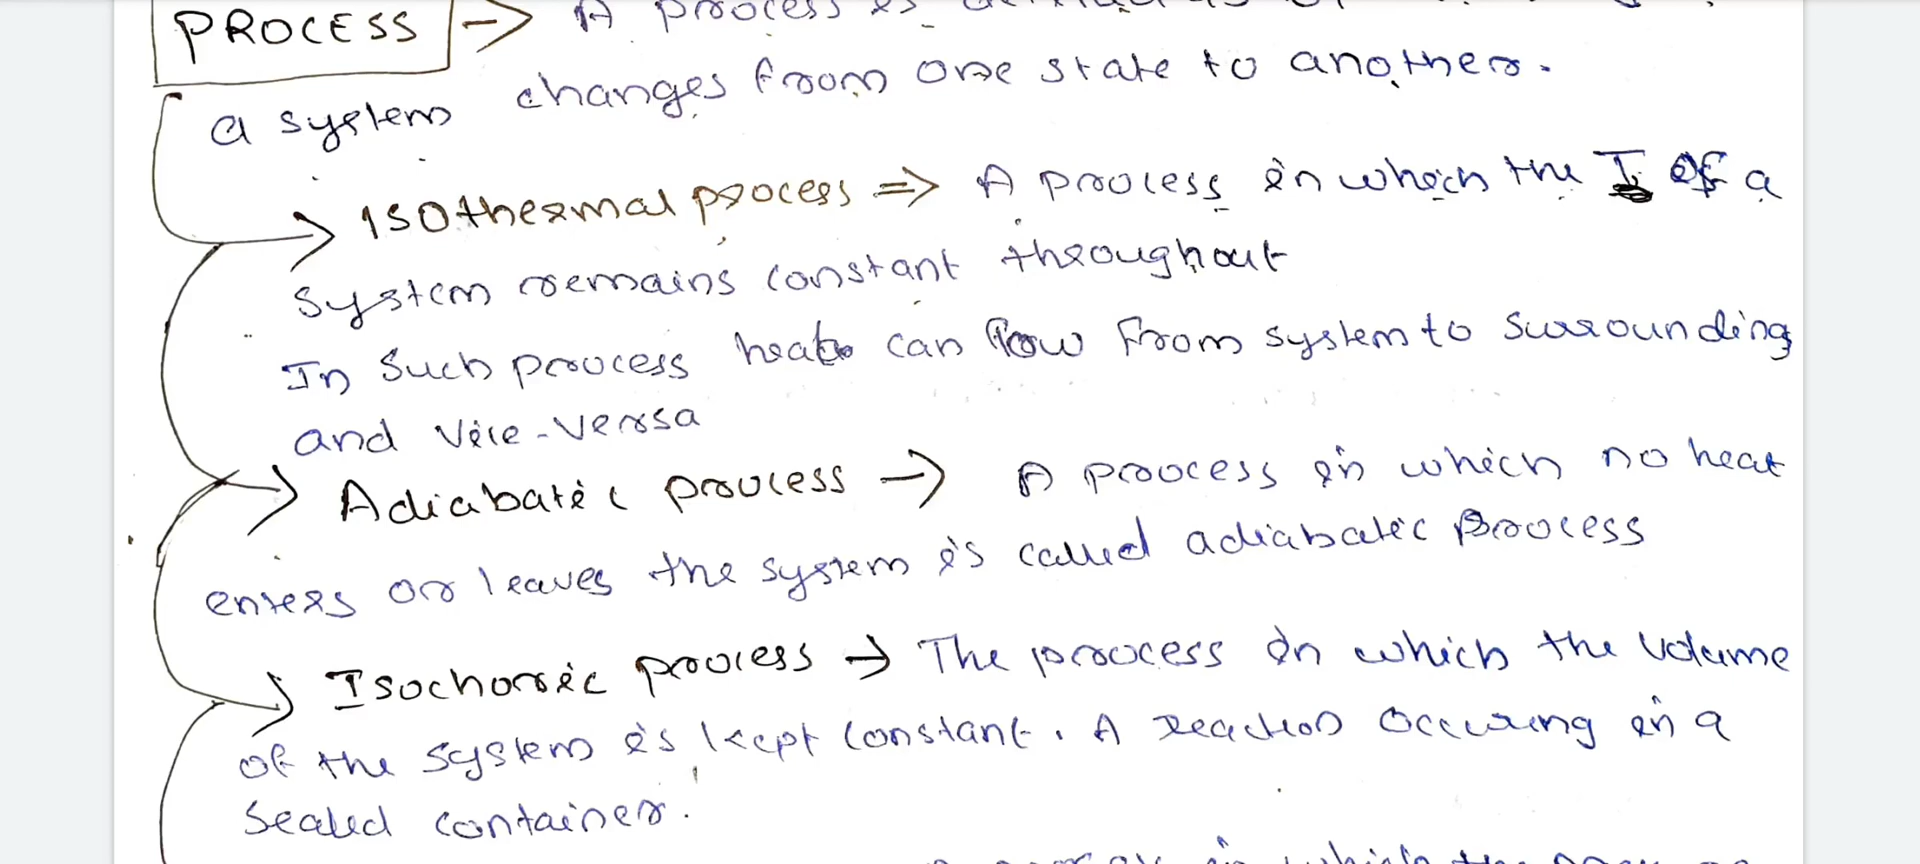 PROCESS → A process is
a system changes from one state to another.
ISOthermal process ⇒ A process in which the T of a
system remains constant throughout
In Such process heat can flow from system to surrounding
and vice-versa
Adiabatic process → A process in which no heat
enters or leaves the system is called adiabatic process
Isochoric process → The process in which the volume
of the system is kept constant. A reaction occuring in a
sealed container.
in which the